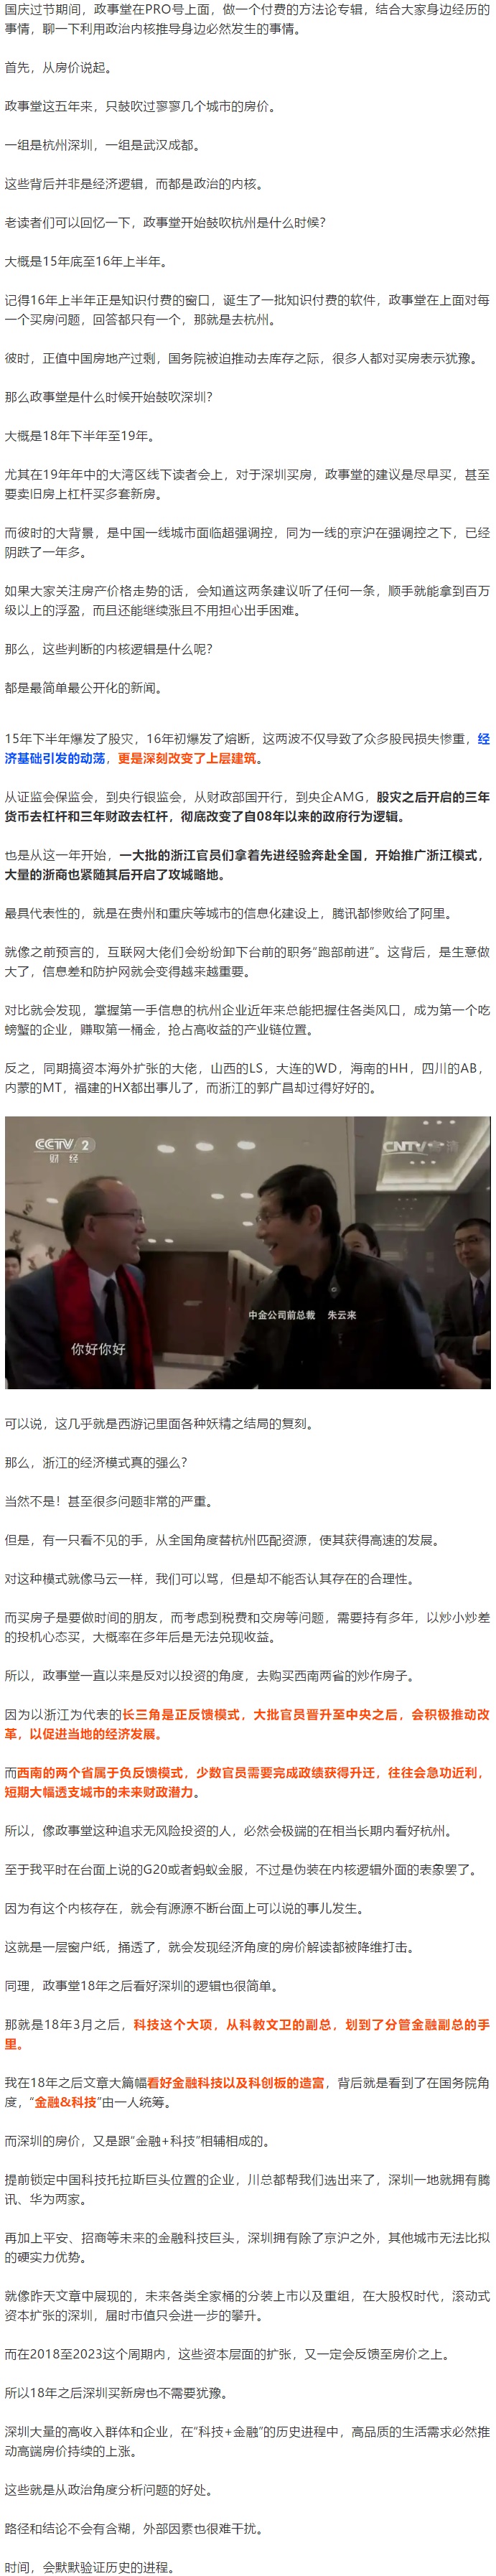 国庆过节期间，政事堂在PRO号上面，做一个付费的方法论专辑，结合大家身边经历的
事情，聊一下利用政治内核推导身边必然发生的事情。
首先，从房价说起。
政事堂这五年来，只鼓吹过寥寥几个城市的房价。
一组是杭州深圳，一组是武汉成都。
这些背后并非是经济逻辑，而都是政治的内核。
老读者们可以回忆一下，政事堂开始鼓吹杭州是什么时候？
大概是15年底至16年上半年。
记得16年上半年正是知识付费的窗口，诞生了一批知识付费的软件，政事堂在上面对每
一个买房问题，回答都只有一个，那就是去杭州。
彼时，正值中国房地产过剩，国务院被迫推动去库存之际，很多人都对买房表示犹豫。
那么政事堂是什么时候开始鼓吹深圳？
大概是18年下半年至19年。
尤其在19年年中的大湾区线下读者会上，对于深圳买房，政事堂的建议是尽早买，甚至
要卖旧房上杠杆买多套新房。
而彼时的大背景，是中国一线城市面临超强调控，同为一线的京沪在强调控之下，已经
阴跌了一年多。
如果大家关注房产价格走势的话，会知道这两条建议听了任何一条，顺手就能拿到百万
级以上的浮盈，而且还能继续涨且不用担心出手困难。
那么，这些判断的内核逻辑是什么呢？
都是最简单最公开化的新闻。
15年下半年爆发了股灾，16年初爆发了熔断，这两波不仅导致了众多股民损失惨重，经
济基础引发的动荡，更是深刻改变了上层建筑。
从证监会保监会，到央行银监会，从财政部国开行，到央企AMG，股灾之后开启的三年
货币去杠杆和三年财政去杠杆，彻底改变了自08年以来的政府行为逻辑。
也是从这一年开始，一大批的浙江官员们拿着先进经验奔赴全国，开始推广浙江模式，
大量的浙商也紧随其后开启了攻城略地。
最具代表性的，就是在贵州和重庆等城市的信息化建设上，腾讯都惨败给了阿里。
就像之前预言的，互联网大佬们会纷纷卸下台前的职务“跑部前进”。这背后，是生意做
大了，信息差和防护网就会变得越来越重要。
对比就会发现，掌握第一手信息的杭州企业近年来总能把握住各类风口，成为第一个吃
螃蟹的企业，赚取第一桶金，抢占高收益的产业链位置。
反之，同期搞资本海外扩张的大佬，山西的LS，大连的WD，海南的HH，四川的AB，
内蒙的MT，福建的HX都出事儿了，而浙江的郭广昌却过得好好的。
CCTV 2
财经
CNTV 高清
中金公司前总裁 朱云来
你好你好
可以说，这几乎就是西游记里面各种妖精之结局的复刻。
那么，浙江的经济模式真的强么？
当然不是！甚至很多问题非常的严重。
但是，有一只看不见的手，从全国角度替杭州匹配资源，使其获得高速的发展。
对这种模式就像马云一样，我们可以骂，但是却不能否认其存在的合理性。
而买房子是要做时间的朋友，而考虑到税费和交房等问题，需要持有多年，以炒小炒差
的投机心态买，大概率在多年后是无法兑现收益。
所以，政事堂一直以来是反对以投资的角度，去购买西南两省的炒作房子。
因为以浙江为代表的长三角是正反馈模式，大批官员晋升至中央之后，会积极推动改
革，以促进当地的经济发展。
而西南的两个省属于负反馈模式，少数官员需要完成政绩获得升迁，往往会急功近利，
短期大幅透支城市的未来财政潜力。
所以，像政事堂这种追求无风险投资的人，必然会极端的在相当长期内看好杭州。
至于我平时在台面上说的G20或者蚂蚁金服，不过是伪装在内核逻辑外面的表象罢了。
因为有这个内核存在，就会有源源不断台面上可以说的事儿发生。
这就是一层窗户纸，捅透了，就会发现经济角度的房价解读都被降维打击。
同理，政事堂18年之后看好深圳的逻辑也很简单。
那就是18年3月之后，科技这个大项，从科教文卫的副总，划到了分管金融副总的手
里。
我在18年之后文章大篇幅看好金融科技以及科创板的造富，背后就是看到了在国务院角
度，“金融&科技”由一人统筹。
而深圳的房价，又是跟“金融+科技”相辅相成的。
提前锁定中国科技托拉斯巨头位置的企业，川总都帮我们选出来了，深圳一地就拥有腾
讯、华为两家。
再加上平安、招商等未来的金融科技巨头，深圳拥有除了京沪之外，其他城市无法比拟
的硬实力优势。
就像昨天文章中展现的，未来各类全家桶的分装上市以及重组，在大股权时代，滚动式
资本扩张的深圳，届时市值只会进一步的攀升。
而在2018至2023这个周期内，这些资本层面的扩张，又一定会反馈至房价之上。
所以18年之后深圳买新房也不需要犹豫。
深圳大量的高收入群体和企业，在“科技+金融”的历史进程中，高品质的生活需求必然推
动高端房价持续的上涨。
这些就是从政治角度分析问题的好处。
路径和结论不会有含糊，外部因素也很难干扰。
时间，会默默验证历史的进程。